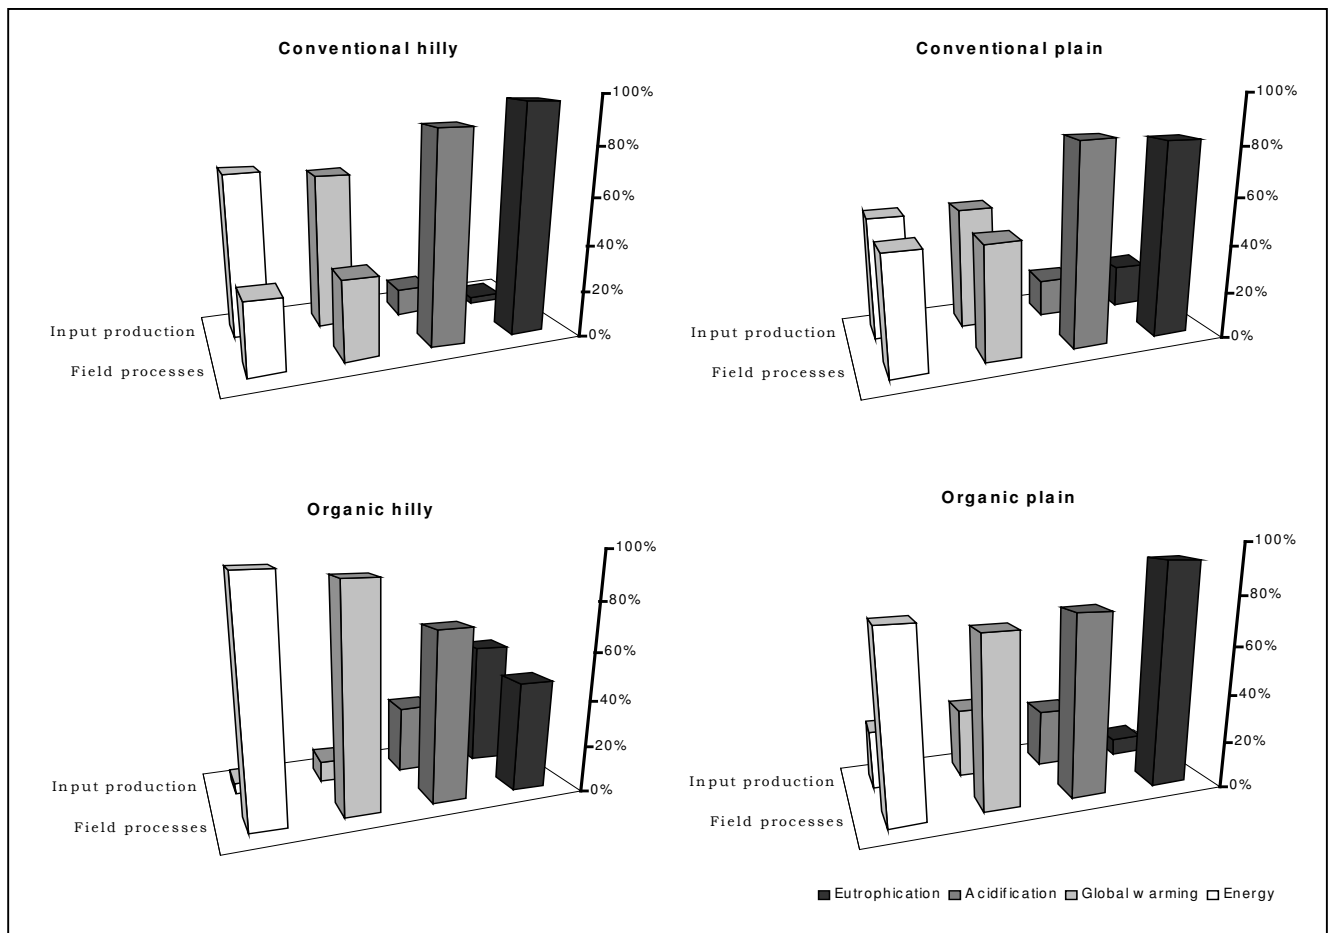 Conventional hilly
100%
80%
60%
40%
20%
0%
Input production
Field processes
Conventional plain
100%
80%
60%
40%
20%
0%
Input production
Field processes
Organic hilly
100%
80%
60%
40%
20%
0%
Input production
Field processes
Organic plain
100%
80%
60%
40%
20%
0%
Input production
Field processes
Eutrophication Acidification Global warming Energy